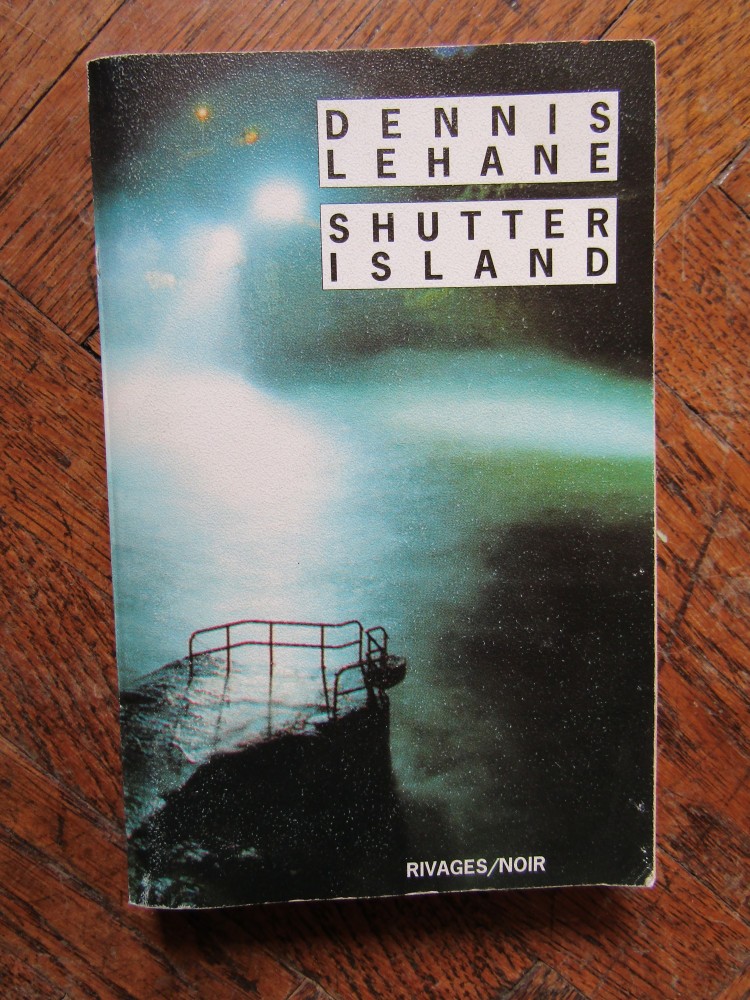 DENNIS
LEHANE
SHUTTER
ISLAND
RIVAGES/NOIR